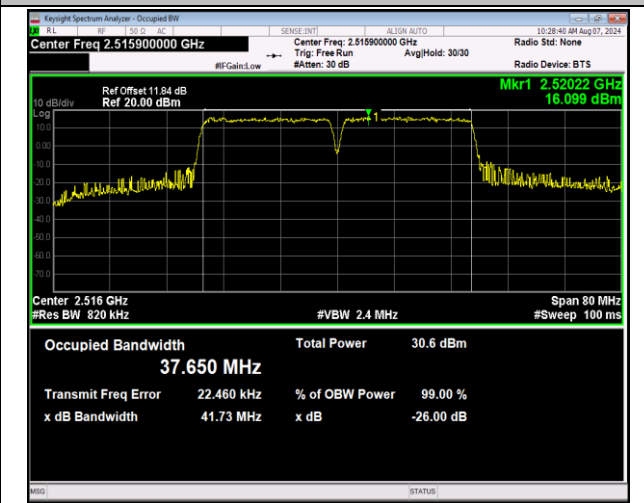 Keysight Spectrum Analyzer - Occupied BW
RL RF 50 Ω AC SENSE:INT ALIGN AUTO 10:28:40 AM Aug 07, 2024
Center Freq 2.515900000 GHz Center Freq: 2.515900000 GHz Radio Std: None
Trig: Free Run Avg|Hold: 30/30
#IFGain:Low #Atten: 30 dB Radio Device: BTS
Ref Offset 11.84 dB Mkr1 2.52022 GHz
10 dB/div Ref 20.00 dBm 16.099 dBm
Log
10.0
1
0.00
-10.0
-20.0
-30.0
-40.0
-50.0
-60.0
-70.0
Center 2.516 GHz Span 80 MHz
#Res BW 820 kHz #VBW 2.4 MHz #Sweep 100 ms
Occupied Bandwidth Total Power 30.6 dBm
37.650 MHz
Transmit Freq Error 22.460 kHz % of OBW Power 99.00 %
x dB Bandwidth 41.73 MHz x dB -26.00 dB
MSG STATUS